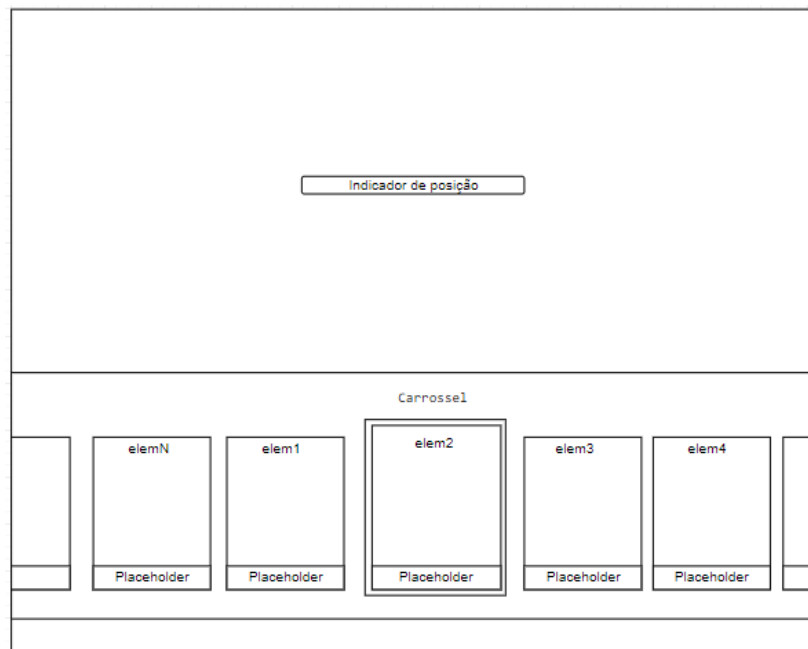 Indicador de posição
Carrossel
elemN
elem1
elem2
elem3
elem4
Placeholder
Placeholder
Placeholder
Placeholder
Placeholder